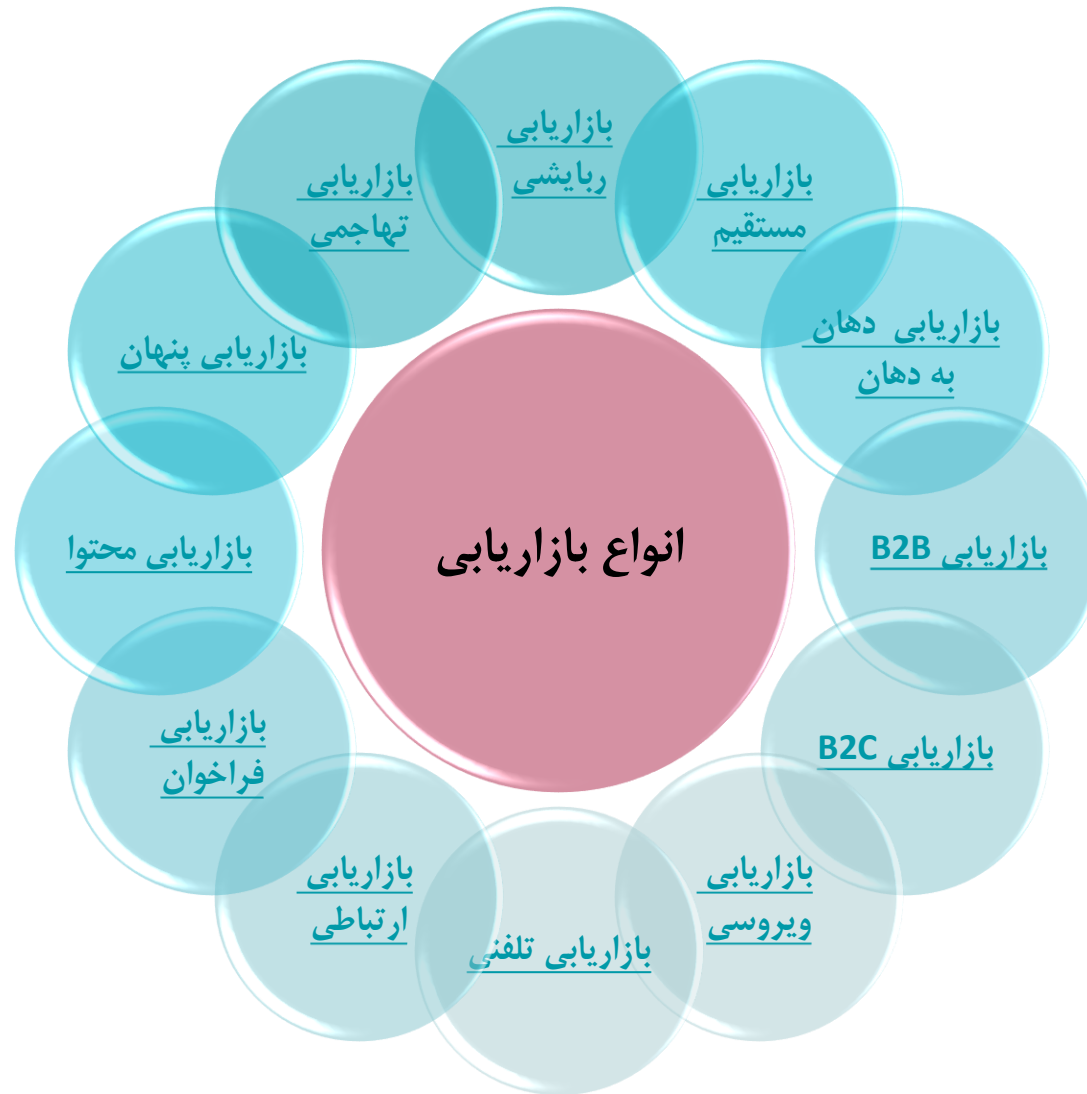 انواع بازاریابی
بازاریابی
ربایشی
بازاریابی
مستقیم
بازاریابی دهان
به دهان
بازاریابی B2B
بازاریابی B2C
بازاریابی
ویروسی
بازاریابی تلفنی
بازاریابی
ارتباطی
بازاریابی
فراخوان
بازاریابی محتوا
بازاریابی پنهان
بازاریابی
تهاجمی